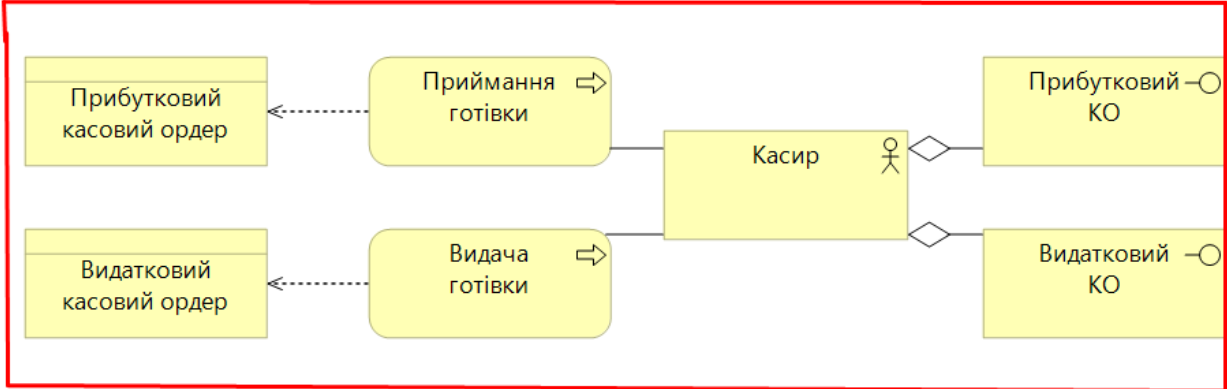 Прибутковий
касовий ордер
Приймання
готівки
Касир
Прибутковий
КО
Видатковий
касовий ордер
Видача
готівки
Видатковий
КО